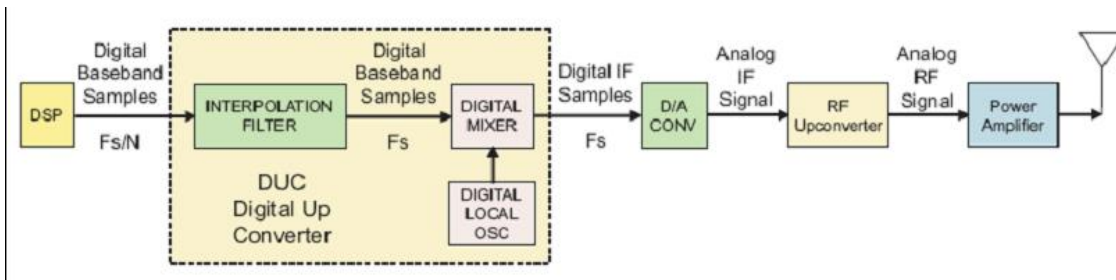 DSP
Digital
Baseband
Samples
Fs/N
INTERPOLATION
FILTER
DUC
Digital Up
Converter
Digital
Baseband
Samples
Fs
DIGITAL
MIXER
DIGITAL
LOCAL
OSC
Digital IF
Samples
Fs
D/A
CONV
Analog
IF
Signal
RF
Upconverter
Analog
RF
Signal
Power
Amplifier